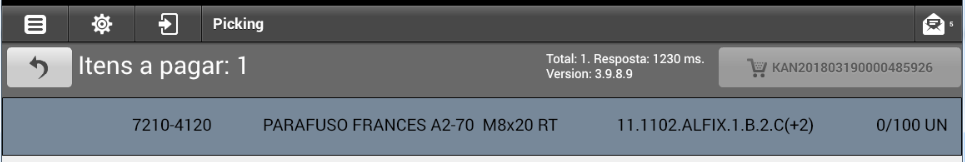 Picking
5
Itens a pagar: 1
Total: 1. Resposta: 1230 ms.
Version: 3.9.8.9
KAN201803190000485926
7210-4120 PARAFUSO FRANCES A2-70 M8x20 RT 11.1102.ALFIX.1.B.2.C(+2) 0/100 UN